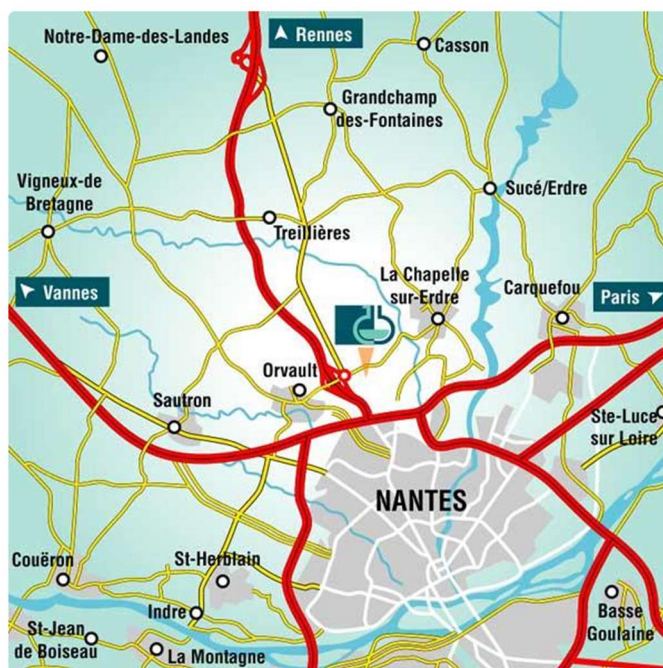 Notre-Dame-des-Landes
Rennes
Casson
Grandchamp
des-Fontaines
Vigneux-de
Bretagne
Sucé/Erdre
Treillières
Vannes
La Chapelle
sur-Erdre
Carquefou
Paris
Orvault
Sautron
Ste-Luce
sur Loire
NANTES
Couëron
St-Herblain
Indre
Basse
Goulaine
St-Jean
de Boiseau
La Montagne